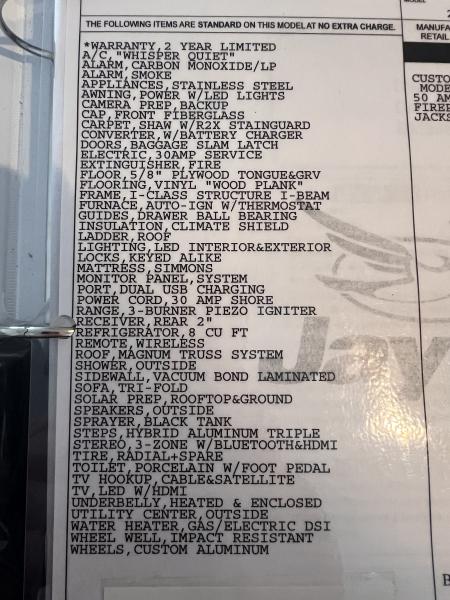 MODEL
THE FOLLOWING ITEMS ARE STANDARD ON THIS MODEL AT NO EXTRA CHARGE.
MANUFA
RETAIL
*WARRANTY,2 YEAR LIMITED
A/C,"WHISPER QUIET"
ALARM,CARBON MONOXIDE/LP
ALARM,SMOKE
APPLIANCES,STAINLESS STEEL
AWNING,POWER W/LED LIGHTS
CAMERA PREP,BACKUP
CAP,FRONT FIBERGLASS
CARPET,SHAW W/R2X STAINGUARD
CONVERTER,W/BATTERY CHARGER
DOORS,BAGGAGE SLAM LATCH
ELECTRIC,30AMP SERVICE
EXTINGUISHER,FIRE
FLOOR,5/8" PLYWOOD TONGUE&GRV
FLOORING,VINYL "WOOD PLANK"
FRAME,I-CLASS STRUCTURE I-BEAM
FURNACE,AUTO-IGN W/THERMOSTAT
GUIDES,DRAWER BALL BEARING
INSULATION,CLIMATE SHIELD
LADDER,ROOF
LIGHTING,LED INTERIOR&EXTERIOR
LOCKS,KEYED ALIKE
MATTRESS,SIMMONS
MONITOR PANEL,SYSTEM
PORT,DUAL USB CHARGING
POWER CORD,30 AMP SHORE
RANGE,3-BURNER PIEZO IGNITER
RECEIVER,REAR 2"
REFRIGERATOR,8 CU FT
REMOTE,WIRELESS
ROOF,MAGNUM TRUSS SYSTEM
SHOWER,OUTSIDE
SIDEWALL,VACUUM BOND LAMINATED
SOFA,TRI-FOLD
SOLAR PREP,ROOFTOP&GROUND
SPEAKERS,OUTSIDE
SPRAYER,BLACK TANK
STEPS,HYBRID ALUMINUM TRIPLE
STEREO,3-ZONE W/BLUETOOTH&HDMI
TIRE,RADIAL+SPARE
TOILET,PORCELAIN W/FOOT PEDAL
TV HOOKUP,CABLE&SATELLITE
TV,LED W/HDMI
UNDERBELLY,HEATED & ENCLOSED
UTILITY CENTER,OUTSIDE
WATER HEATER,GAS/ELECTRIC DSI
WHEEL WELL,IMPACT RESISTANT
WHEELS,CUSTOM ALUMINUM
CUSTO
MODE
50 AM
FIREP
JACKS
Jay
B